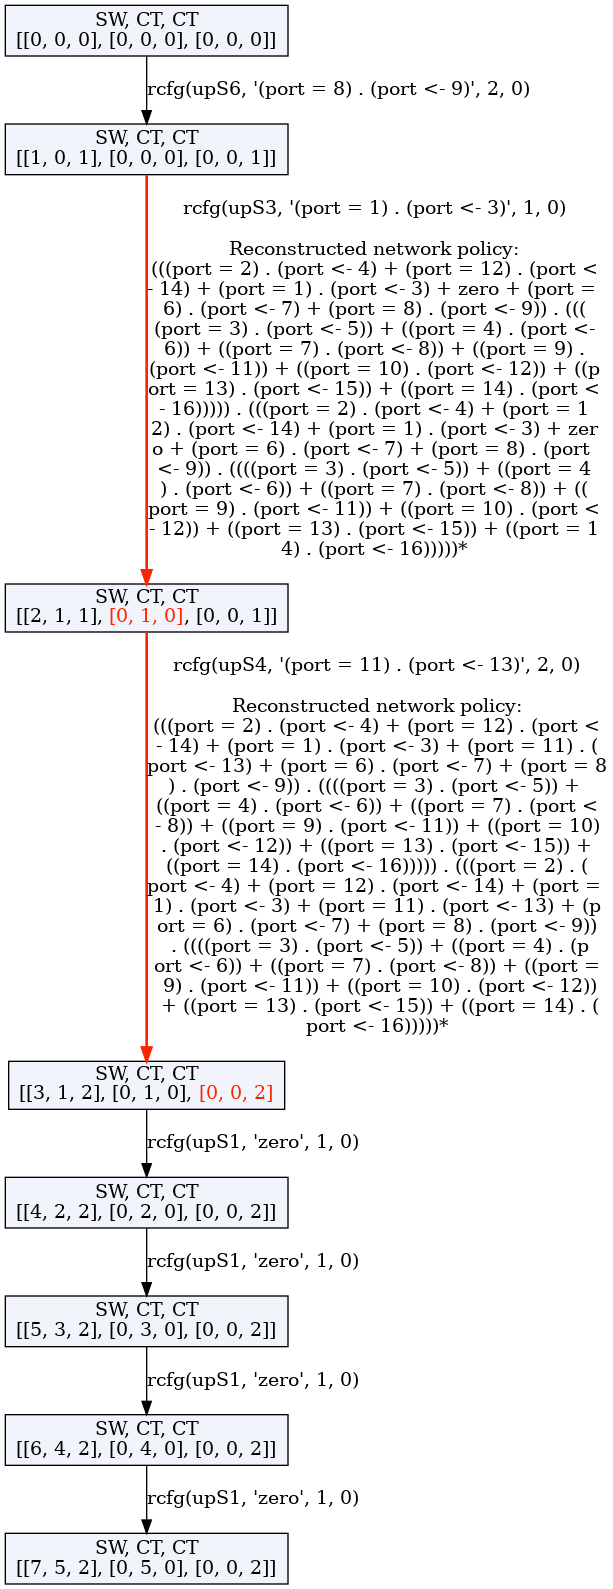 SW, CT, CT
[[0, 0, 0], [0, 0, 0], [0, 0, 0]]
rcfg(upS6, '(port = 8) . (port <- 9)', 2, 0)
SW, CT, CT
[[1, 0, 1], [0, 0, 0], [0, 0, 1]]
rcfg(upS3, '(port = 1) . (port <- 3)', 1, 0)
Reconstructed network policy:
(((port = 2) . (port <- 4) + (port = 12) . (port <
- 14) + (port = 1) . (port <- 3) + zero + (port =
6) . (port <- 7) + (port = 8) . (port <- 9)) . (((
(port = 3) . (port <- 5)) + ((port = 4) . (port <-
6)) + ((port = 7) . (port <- 8)) + ((port = 9) .
(port <- 11)) + ((port = 10) . (port <- 12)) + ((p
ort = 13) . (port <- 15)) + ((port = 14) . (port <
- 16))))) . (((port = 2) . (port <- 4) + (port = 1
2) . (port <- 14) + (port = 1) . (port <- 3) + zer
o + (port = 6) . (port <- 7) + (port = 8) . (port
<- 9)) . ((((port = 3) . (port <- 5)) + ((port = 4
) . (port <- 6)) + ((port = 7) . (port <- 8)) + ((
port = 9) . (port <- 11)) + ((port = 10) . (port <
- 12)) + ((port = 13) . (port <- 15)) + ((port = 1
4) . (port <- 16)))))*
SW, CT, CT
[[2, 1, 1], [0, 1, 0], [0, 0, 1]]
rcfg(upS4, '(port = 11) . (port <- 13)', 2, 0)
Reconstructed network policy:
(((port = 2) . (port <- 4) + (port = 12) . (port <
- 14) + (port = 1) . (port <- 3) + (port = 11) . (
port <- 13) + (port = 6) . (port <- 7) + (port = 8
) . (port <- 9)) . ((((port = 3) . (port <- 5)) +
((port = 4) . (port <- 6)) + ((port = 7) . (port <
- 8)) + ((port = 9) . (port <- 11)) + ((port = 10)
. (port <- 12)) + ((port = 13) . (port <- 15)) +
((port = 14) . (port <- 16))))) . (((port = 2) . (
port <- 4) + (port = 12) . (port <- 14) + (port =
1) . (port <- 3) + (port = 11) . (port <- 13) + (p
ort = 6) . (port <- 7) + (port = 8) . (port <- 9))
. ((((port = 3) . (port <- 5)) + ((port = 4) . (p
ort <- 6)) + ((port = 7) . (port <- 8)) + ((port =
9) . (port <- 11)) + ((port = 10) . (port <- 12))
+ ((port = 13) . (port <- 15)) + ((port = 14) . (
port <- 16)))))*
SW, CT, CT
[[3, 1, 2], [0, 1, 0], [0, 0, 2]
rcfg(upS1, 'zero', 1, 0)
SW, CT, CT
[[4, 2, 2], [0, 2, 0], [0, 0, 2]]
rcfg(upS1, 'zero', 1, 0)
SW, CT, CT
[[5, 3, 2], [0, 3, 0], [0, 0, 2]]
rcfg(upS1, 'zero', 1, 0)
SW, CT, CT
[[6, 4, 2], [0, 4, 0], [0, 0, 2]]
rcfg(upS1, 'zero', 1, 0)
SW, CT, CT
[[7, 5, 2], [0, 5, 0], [0, 0, 2]]